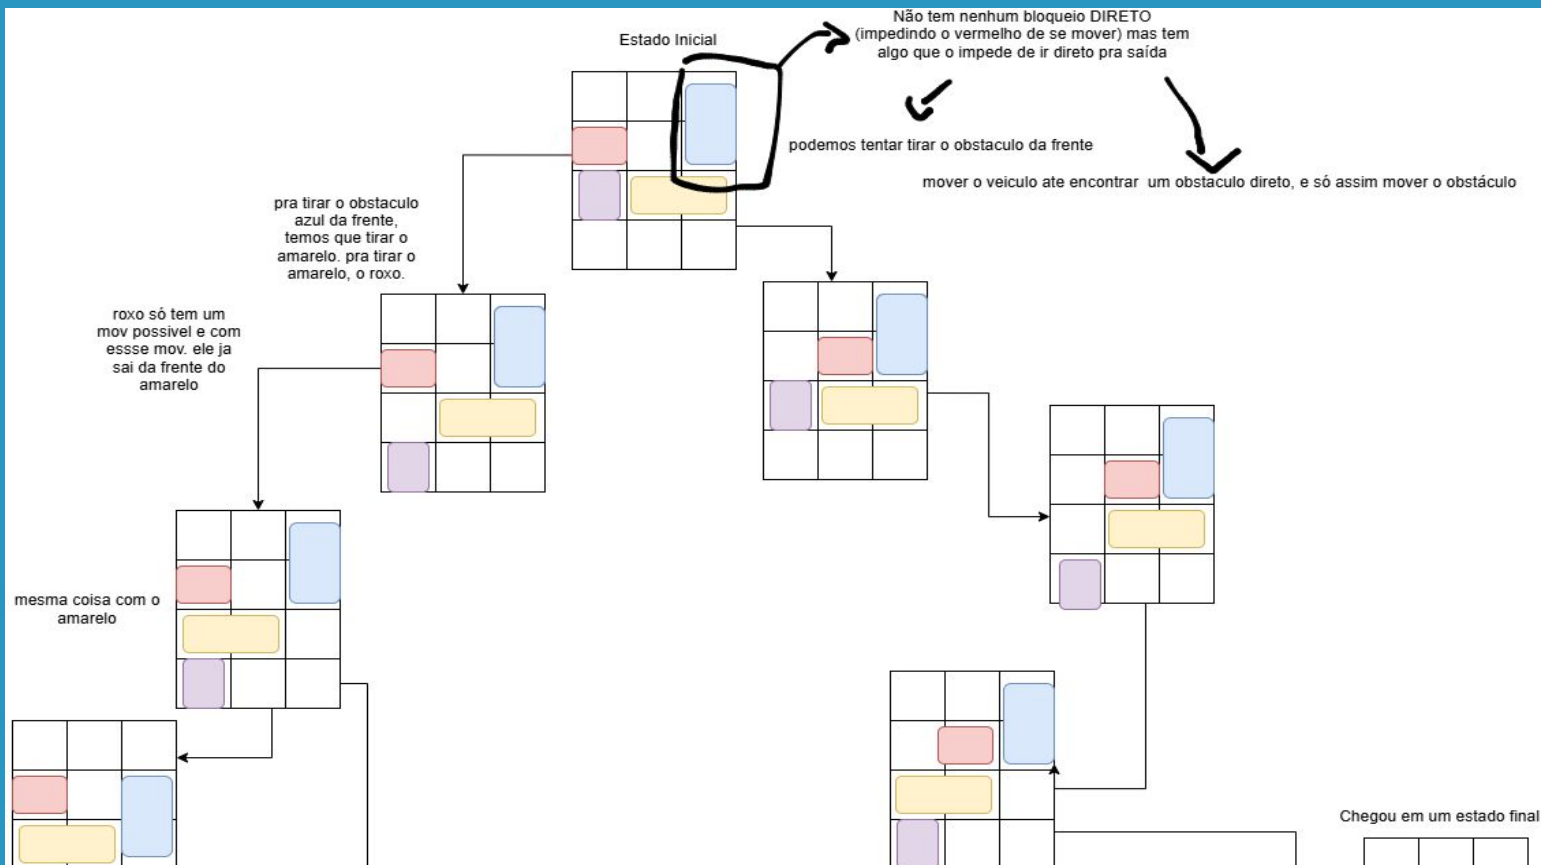 Não tem nenhum bloqueio DIRETO
(impedindo o vermelho de se mover) mas tem
algo que o impede de ir direto pra saída
Estado Inicial
podemos tentar tirar o obstaculo da frente
mover o veiculo ate encontrar  um obstaculo direto, e só assim mover o obstáculo
pra tirar o obstaculo
azul da frente,
temos que tirar o
amarelo. pra tirar o
amarelo, o roxo.
roxo só tem um
mov possivel e com
essse mov. ele ja
sai da frente do
amarelo
mesma coisa com o
amarelo
Chegou em um estado final